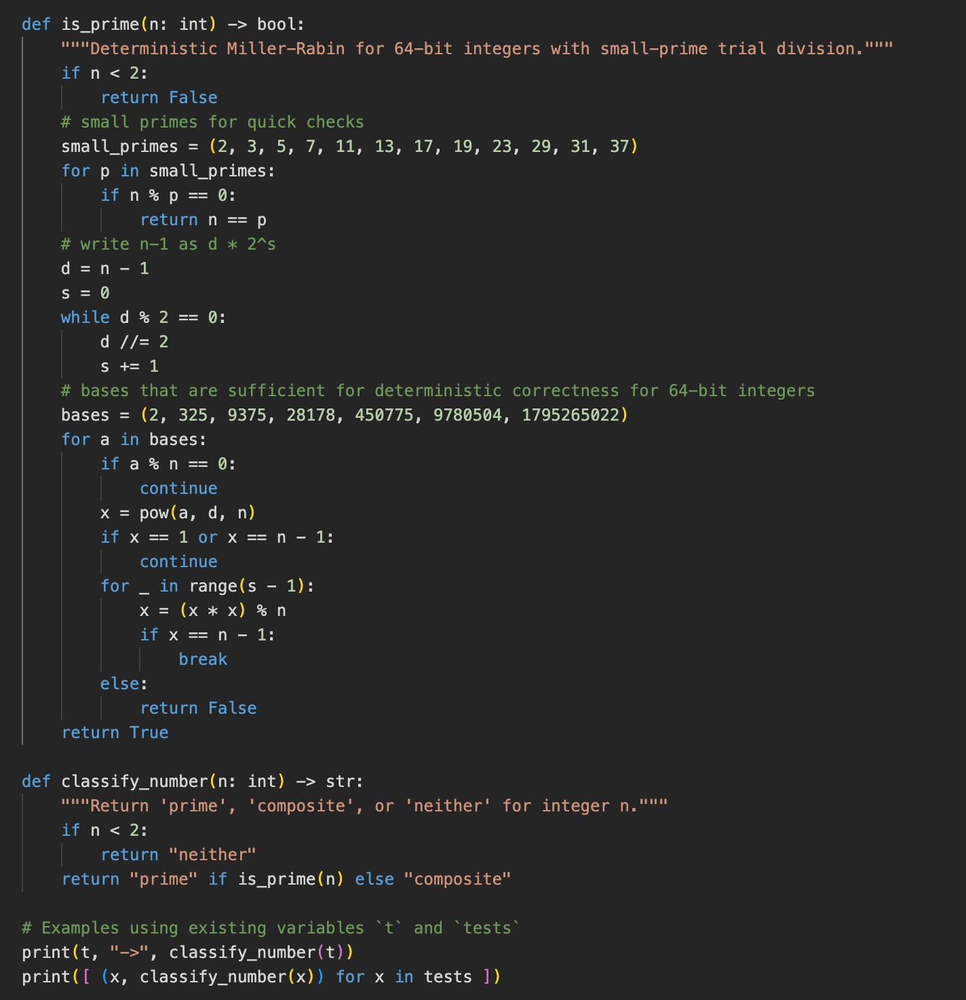 def is_prime(n: int) -> bool:
    """Deterministic Miller-Rabin for 64-bit integers with small-prime trial division."""
    if n < 2:
        return False
    # small primes for quick checks
    small_primes = (2, 3, 5, 7, 11, 13, 17, 19, 23, 29, 31, 37)
    for p in small_primes:
        if n % p == 0:
            return n == p
    # write n-1 as d * 2^s
    d = n - 1
    s = 0
    while d % 2 == 0:
        d //= 2
        s += 1
    # bases that are sufficient for deterministic correctness for 64-bit integers
    bases = (2, 325, 9375, 28178, 450775, 9780504, 1795265022)
    for a in bases:
        if a % n == 0:
            continue
        x = pow(a, d, n)
        if x == 1 or x == n - 1:
            continue
        for _ in range(s - 1):
            x = (x * x) % n
            if x == n - 1:
                break
        else:
            return False
    return True

def classify_number(n: int) -> str:
    """Return 'prime', 'composite', or 'neither' for integer n."""
    if n < 2:
        return "neither"
    return "prime" if is_prime(n) else "composite"

# Examples using existing variables `t` and `tests`
print(t, "->", classify_number(t))
print([ (x, classify_number(x)) for x in tests ])